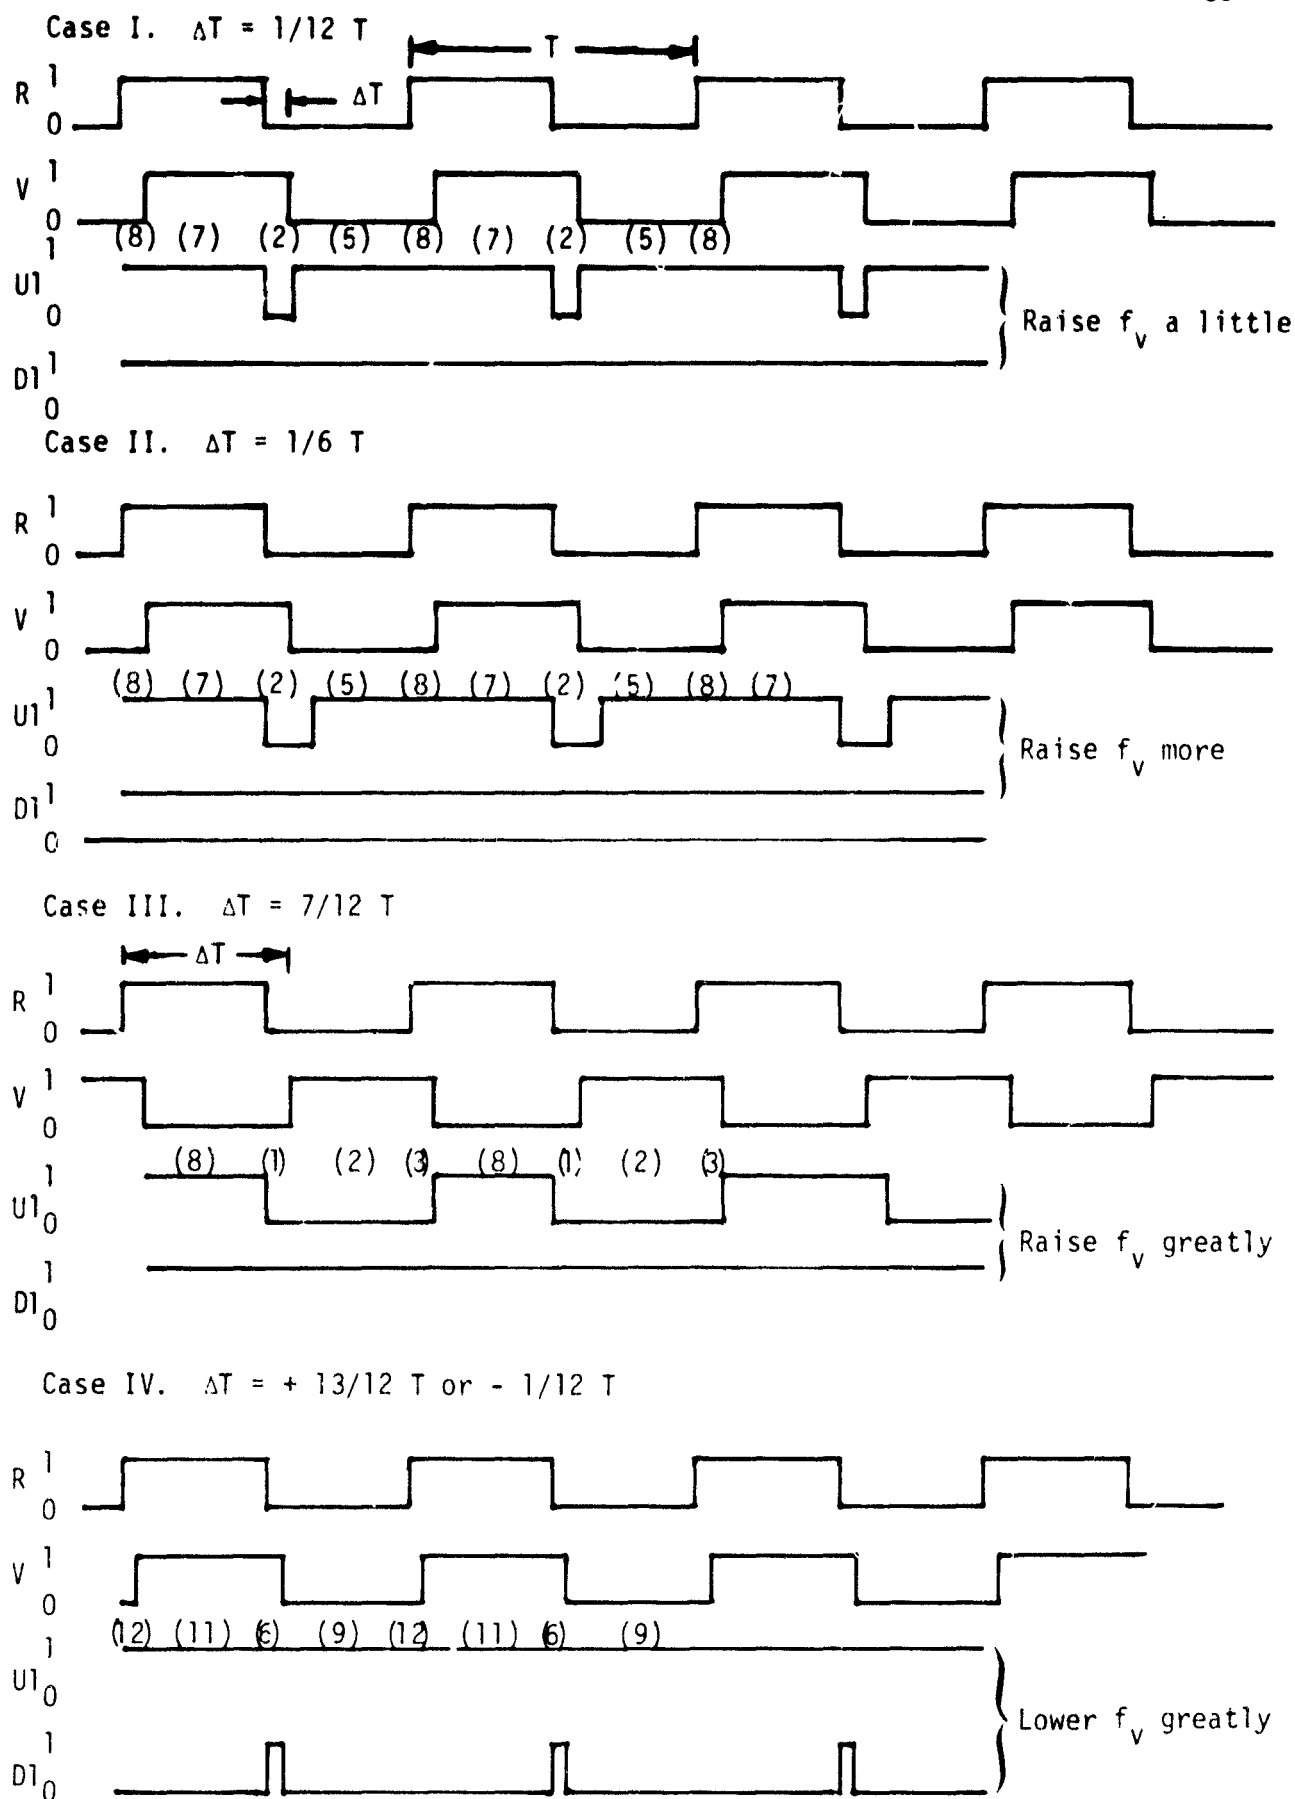 Case I. ΔT = 1/12 T
T
R 1
0
ΔT
V 1
0
(8) (7) (2) (5) (8) (7) (2) (5) (8)
U1 1
0
Raise f_v a little
D1 1
0
Case II. ΔT = 1/6 T
R 1
0
V 1
0
(8) (7) (2) (5) (8) (7) (2) (5) (8) (7)
U1 1
0
Raise f_v more
D1 1
0
Case III. ΔT = 7/12 T
ΔT
R 1
0
V 1
0
(8) (1) (2) (3) (8) (1) (2) (3)
U1 1
0
Raise f_v greatly
D1 1
0
Case IV. ΔT = + 13/12 T or - 1/12 T
R 1
0
V 1
0
(12) (11) (6) (9) (12) (11) (6) (9)
U1 1
0
Lower f_v greatly
D1 1
0